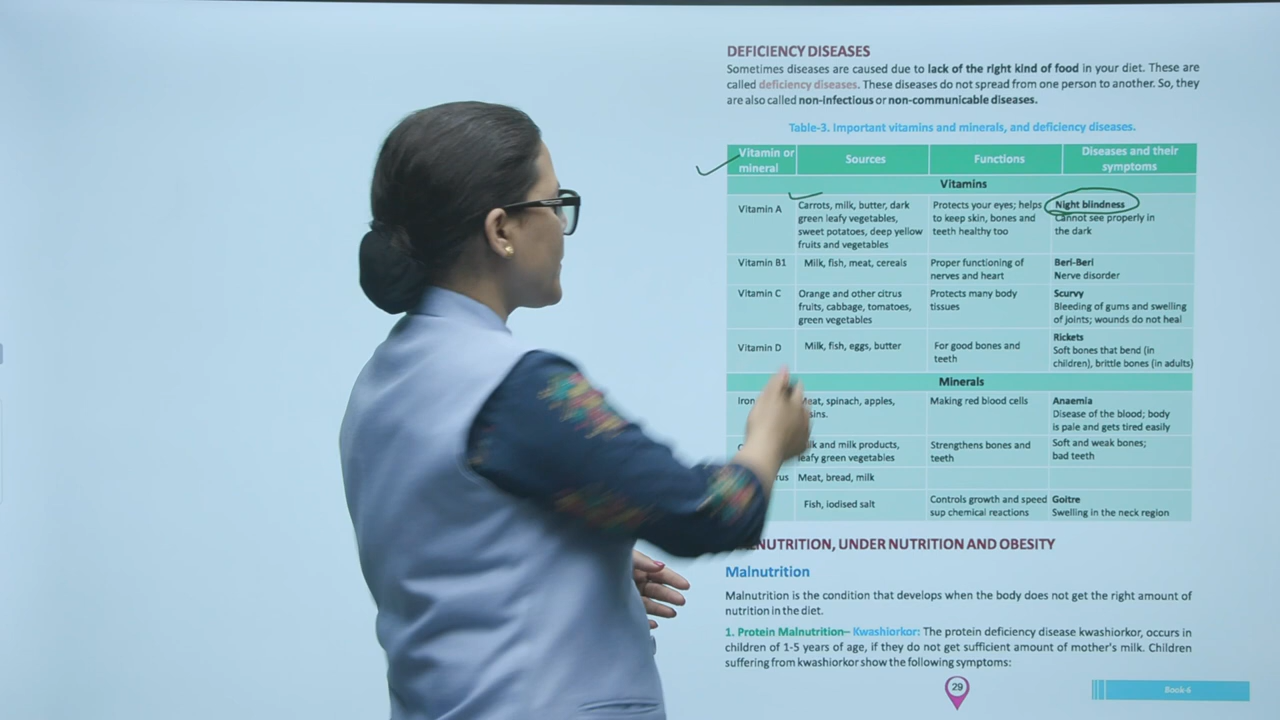 DEFICIENCY DISEASES
Sometimes diseases are caused due to lack of the right kind of food in your diet. These are
called deficiency diseases. These diseases do not spread from one person to another. So, they
are also called non-infectious or non-communicable diseases.
Table-3. Important vitamins and minerals, and deficiency diseases.
Vitamin or mineral
Sources
Functions
Diseases and their symptoms
Vitamins
Vitamin A
Carrots, milk, butter, dark
green leafy vegetables,
sweet potatoes, deep yellow
fruits and vegetables
Protects your eyes; helps
to keep skin, bones and
teeth healthy too
Night blindness
Cannot see properly in
the dark
Vitamin B1
Milk, fish, meat, cereals
Proper functioning of
nerves and heart
Beri-Beri
Nerve disorder
Vitamin C
Orange and other citrus
fruits, cabbage, tomatoes,
green vegetables
Protects many body
tissues
Scurvy
Bleeding of gums and swelling
of joints; wounds do not heal
Vitamin D
Milk, fish, eggs, butter
For good bones and
teeth
Rickets
Soft bones that bend (in
children), brittle bones (in adults)
Minerals
Iron
spinach, apples,
Making red blood cells
Anaemia
Disease of the blood; body
is pale and gets tired easily
and milk products,
leafy green vegetables
Strengthens bones and
teeth
Soft and weak bones;
bad teeth
Meat, bread, milk
Fish, iodised salt
Controls growth and speed
sup chemical reactions
Goitre
Swelling in the neck region
UNDER NUTRITION AND OBESITY
Malnutrition
Malnutrition is the condition that develops when the body does not get the right amount of
nutrition in the diet.
1. Protein Malnutrition– Kwashiorkor: The protein deficiency disease kwashiorkor, occurs in
children of 1-5 years of age, if they do not get sufficient amount of mother's milk. Children
suffering from kwashiorkor show the following symptoms:
29
Book-6